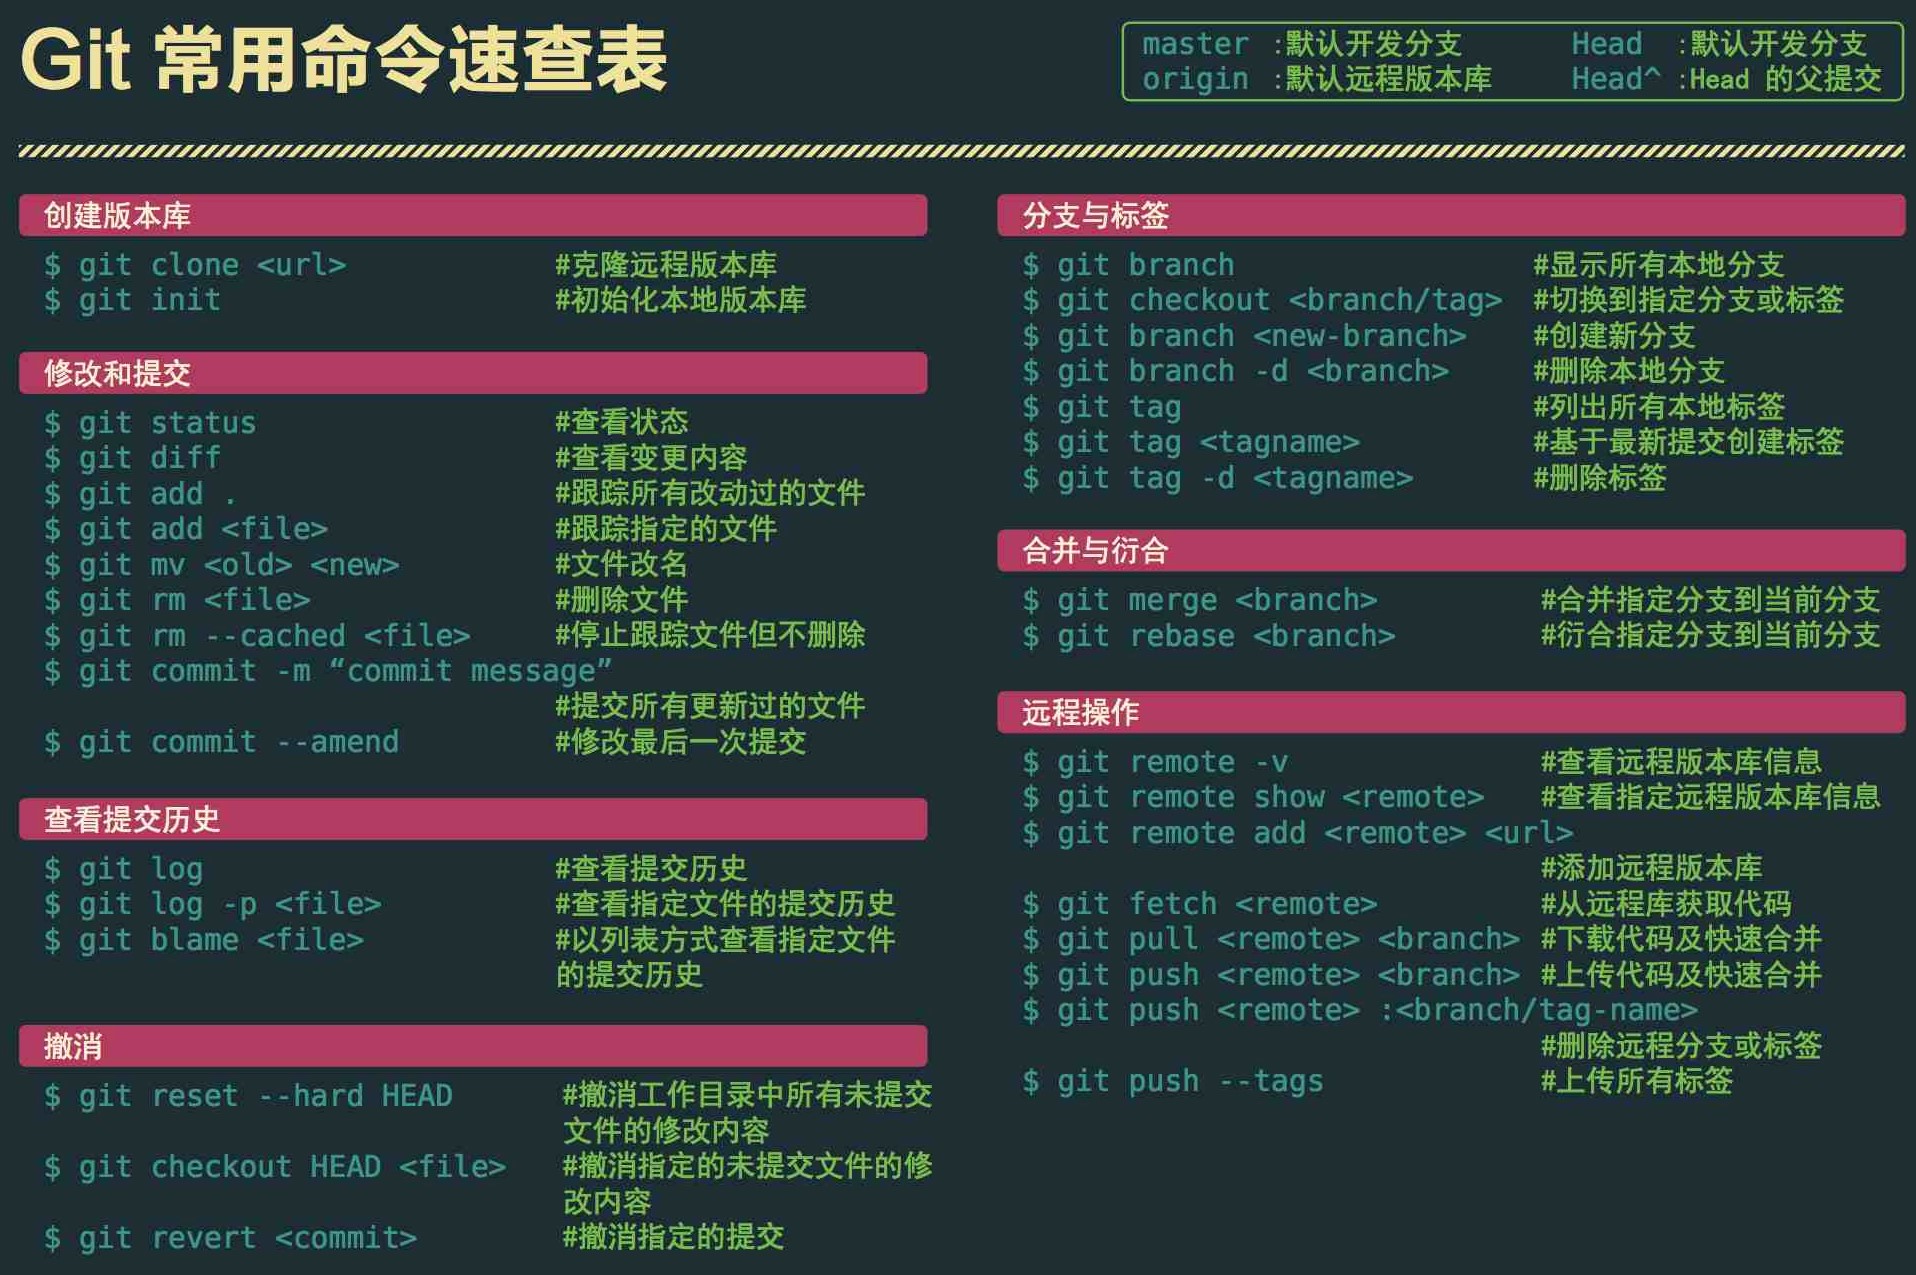 Git 常用命令速查表
master :默认开发分支 Head :默认开发分支
origin :默认远程版本库 Head^ :Head 的父提交
创建版本库
$ git clone <url> #克隆远程版本库
$ git init #初始化本地版本库
修改和提交
$ git status #查看状态
$ git diff #查看变更内容
$ git add . #跟踪所有改动过的文件
$ git add <file> #跟踪指定的文件
$ git mv <old> <new> #文件改名
$ git rm <file> #删除文件
$ git rm --cached <file> #停止跟踪文件但不删除
$ git commit -m “commit message”
#提交所有更新过的文件
$ git commit --amend #修改最后一次提交
查看提交历史
$ git log #查看提交历史
$ git log -p <file> #查看指定文件的提交历史
$ git blame <file> #以列表方式查看指定文件
的提交历史
撤消
$ git reset --hard HEAD #撤消工作目录中所有未提交
文件的修改内容
$ git checkout HEAD <file> #撤消指定的未提交文件的修
改内容
$ git revert <commit> #撤消指定的提交
分支与标签
$ git branch #显示所有本地分支
$ git checkout <branch/tag> #切换到指定分支或标签
$ git branch <new-branch> #创建新分支
$ git branch -d <branch> #删除本地分支
$ git tag #列出所有本地标签
$ git tag <tagname> #基于最新提交创建标签
$ git tag -d <tagname> #删除标签
合并与衍合
$ git merge <branch> #合并指定分支到当前分支
$ git rebase <branch> #衍合指定分支到当前分支
远程操作
$ git remote -v #查看远程版本库信息
$ git remote show <remote> #查看指定远程版本库信息
$ git remote add <remote> <url>
#添加远程版本库
$ git fetch <remote> #从远程库获取代码
$ git pull <remote> <branch> #下载代码及快速合并
$ git push <remote> <branch> #上传代码及快速合并
$ git push <remote> :<branch/tag-name>
#删除远程分支或标签
$ git push --tags #上传所有标签